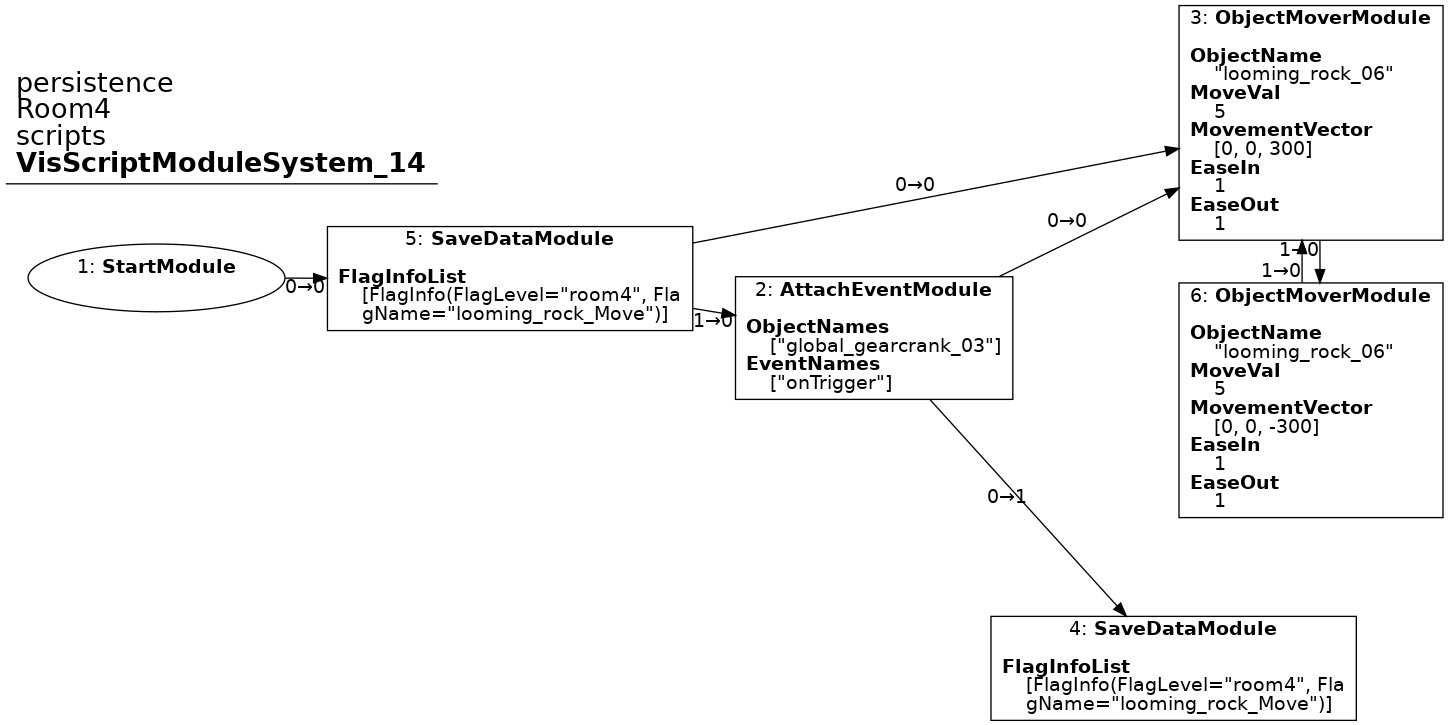 persistence
Room4
scripts
VisScriptModuleSystem_14
1: StartModule
0→0
5: SaveDataModule
FlagInfoList
[FlagInfo(FlagLevel="room4", Fla
gName="looming_rock_Move")]
0→0
1→0
2: AttachEventModule
ObjectNames
["global_gearcrank_03"]
EventNames
["onTrigger"]
0→0
0→1
3: ObjectMoverModule
ObjectName
"looming_rock_06"
MoveVal
5
MovementVector
[0, 0, 300]
EaseIn
1
EaseOut
1
1→0
1→0
6: ObjectMoverModule
ObjectName
"looming_rock_06"
MoveVal
5
MovementVector
[0, 0, -300]
EaseIn
1
EaseOut
1
4: SaveDataModule
FlagInfoList
[FlagInfo(FlagLevel="room4", Fla
gName="looming_rock_Move")]